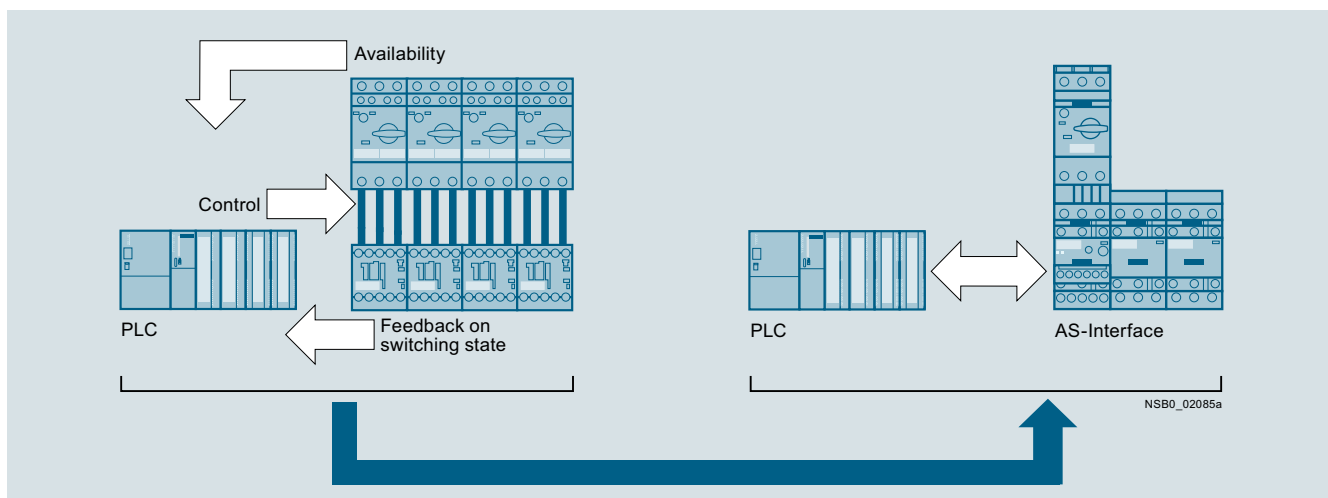 Availability
Control
PLC
Feedback on
switching state
PLC
AS-Interface
NSB0_02085a